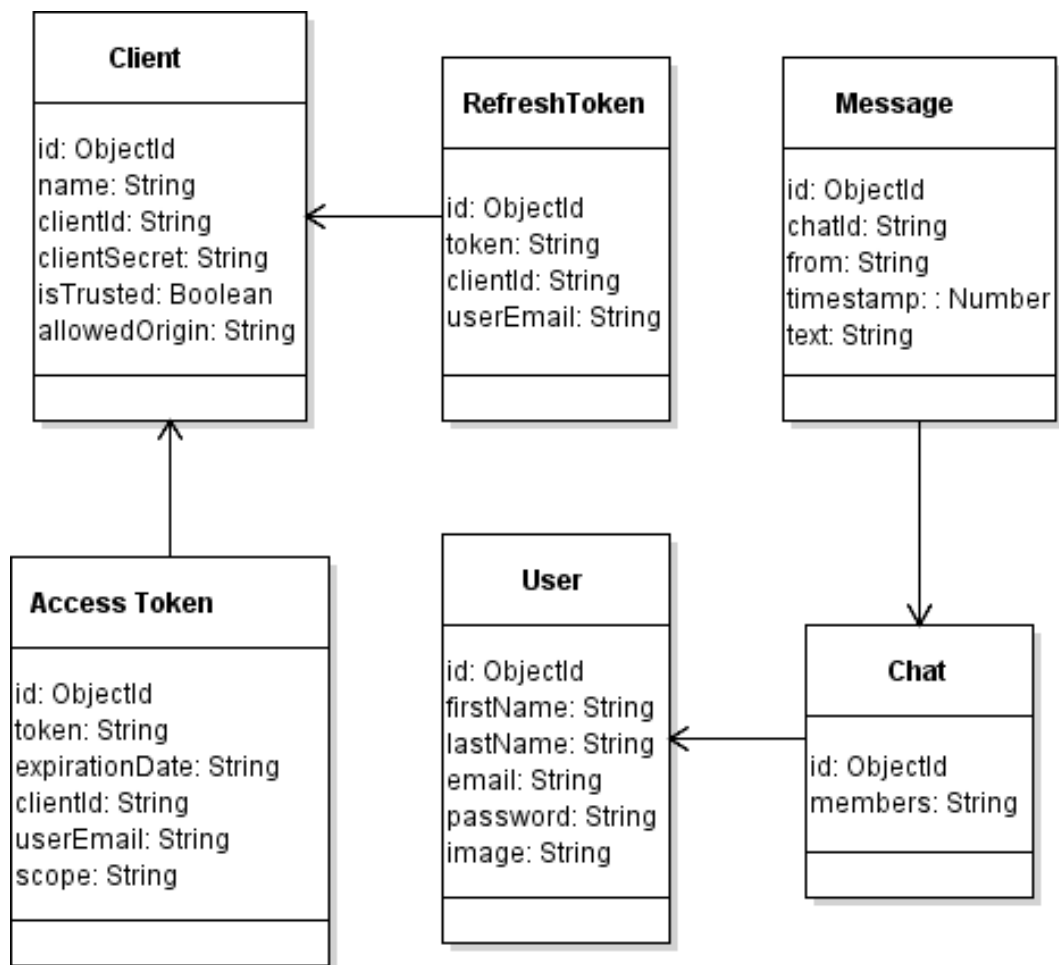 Client
id: ObjectId
name: String
clientId: String
clientSecret: String
isTrusted: Boolean
allowedOrigin: String
RefreshToken
id: ObjectId
token: String
clientId: String
userEmail: String
Message
id: ObjectId
chatId: String
from: String
timestamp: : Number
text: String
Access Token
id: ObjectId
token: String
expirationDate: String
clientId: String
userEmail: String
scope: String
User
id: ObjectId
firstName: String
lastName: String
email: String
password: String
image: String
Chat
id: ObjectId
members: String